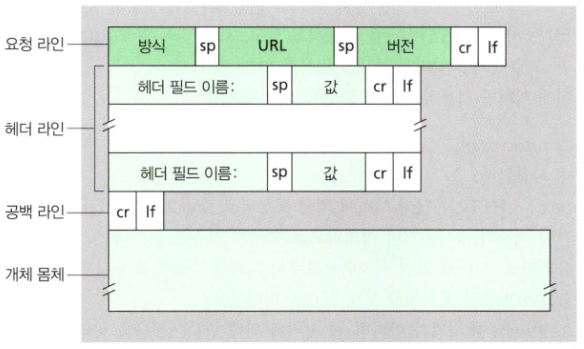 요청 라인 방식 sp URL sp 버전 cr lf
헤더 필드 이름: sp 값 cr lf
헤더 라인
헤더 필드 이름: sp 값 cr lf
공백 라인 cr lf
개체 몸체